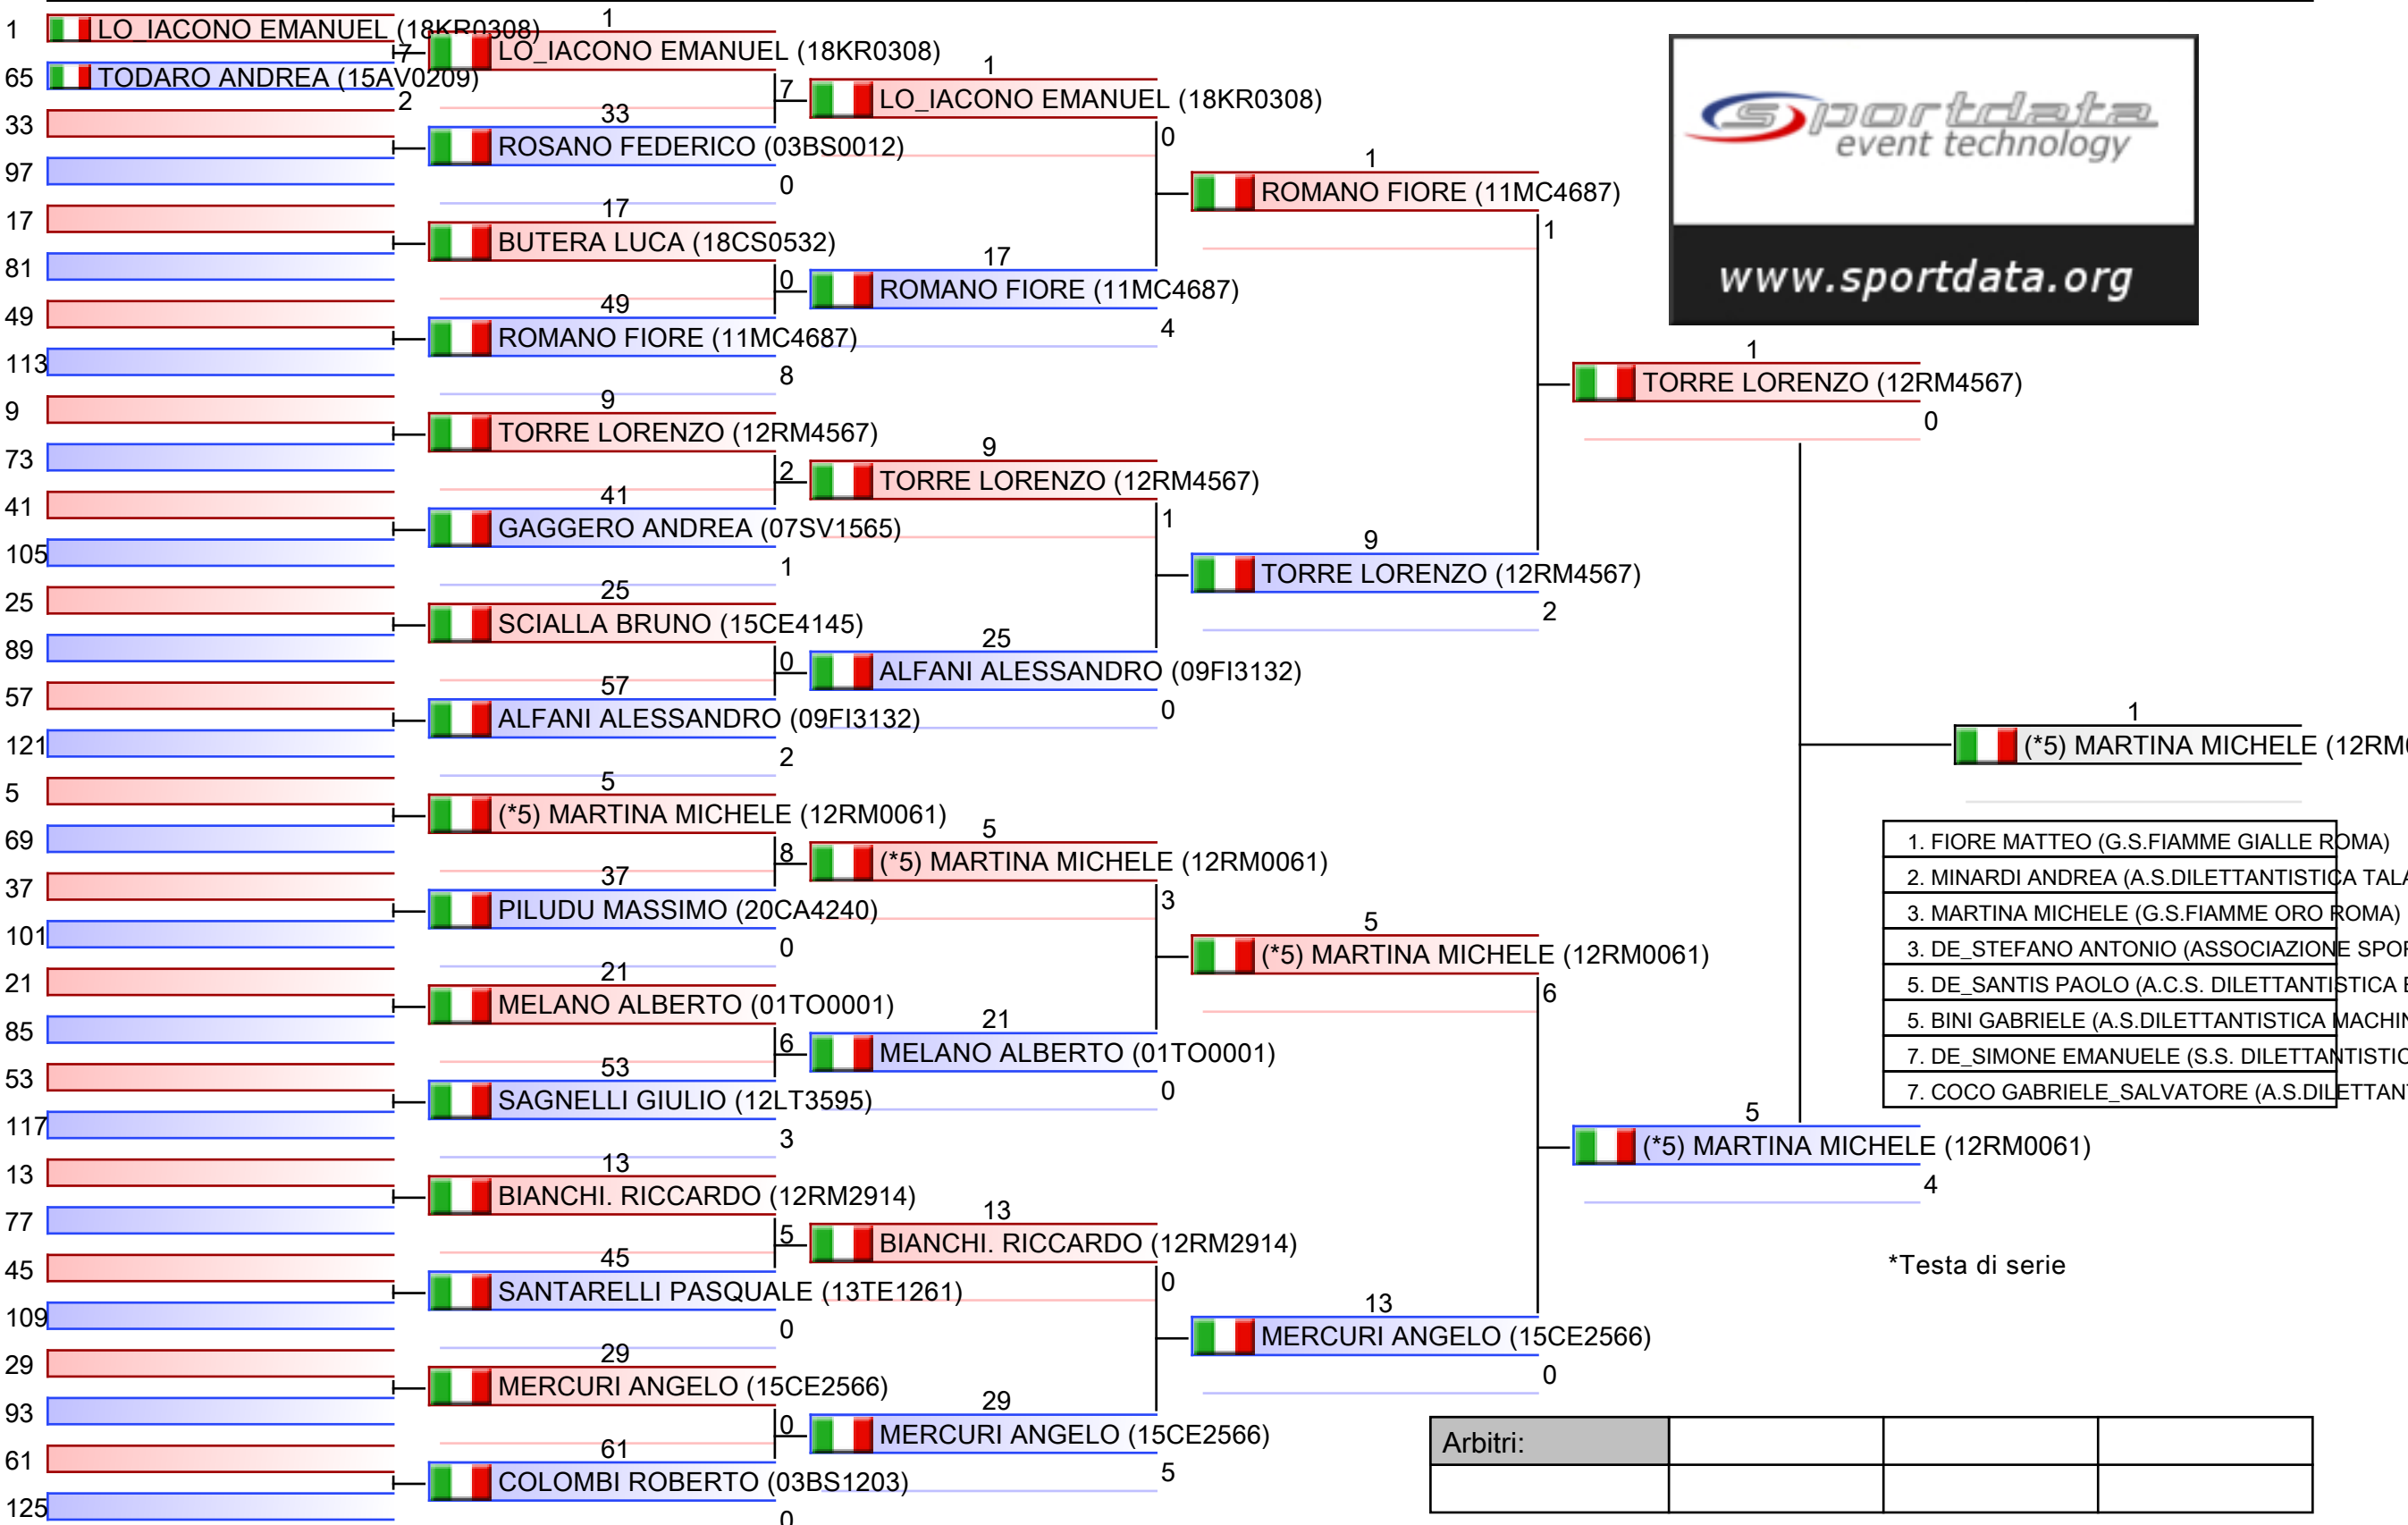 1
LO_IACONO EMANUEL (18KR0308)
65
TODARO ANDREA (15AV0209)
7
2
33
97
17
81
49
113
9
73
41
105
25
89
57
121
5
69
37
101
21
85
53
117
13
77
45
109
29
93
61
125
1
LO_IACONO EMANUEL (18KR0308)
7
33
ROSANO FEDERICO (03BS0012)
0
17
BUTERA LUCA (18CS0532)
0
49
ROMANO FIORE (11MC4687)
8
9
TORRE LORENZO (12RM4567)
2
41
GAGGERO ANDREA (07SV1565)
1
25
SCIALLA BRUNO (15CE4145)
0
57
ALFANI ALESSANDRO (09FI3132)
2
5
(*5) MARTINA MICHELE (12RM0061)
8
37
PILUDU MASSIMO (20CA4240)
0
21
MELANO ALBERTO (01TO0001)
6
53
SAGNELLI GIULIO (12LT3595)
3
13
BIANCHI. RICCARDO (12RM2914)
5
45
SANTARELLI PASQUALE (13TE1261)
0
29
MERCURI ANGELO (15CE2566)
0
61
COLOMBI ROBERTO (03BS1203)
0
1
LO_IACONO EMANUEL (18KR0308)
0
17
ROMANO FIORE (11MC4687)
4
9
TORRE LORENZO (12RM4567)
1
25
ALFANI ALESSANDRO (09FI3132)
0
5
(*5) MARTINA MICHELE (12RM0061)
3
21
MELANO ALBERTO (01TO0001)
0
13
BIANCHI. RICCARDO (12RM2914)
0
29
MERCURI ANGELO (15CE2566)
5
1
ROMANO FIORE (11MC4687)
1
9
TORRE LORENZO (12RM4567)
2
5
(*5) MARTINA MICHELE (12RM0061)
6
13
MERCURI ANGELO (15CE2566)
0
1
TORRE LORENZO (12RM4567)
0
5
(*5) MARTINA MICHELE (12RM0061)
4
sportdata
event technology
www.sportdata.org
1
(*5) MARTINA MICHELE (12RM
1. FIORE MATTEO (G.S.FIAMME GIALLE ROMA)
2. MINARDI ANDREA (A.S.DILETTANTISTICA TALA
3. MARTINA MICHELE (G.S.FIAMME ORO ROMA)
3. DE_STEFANO ANTONIO (ASSOCIAZIONE SPOR
5. DE_SANTIS PAOLO (A.C.S. DILETTANTISTICA
5. BINI GABRIELE (A.S.DILETTANTISTICA MACHIN
7. DE_SIMONE EMANUELE (S.S. DILETTANTISTIC
7. COCO GABRIELE_SALVATORE (A.S.DILETTAN
*Testa di serie
Arbitri: